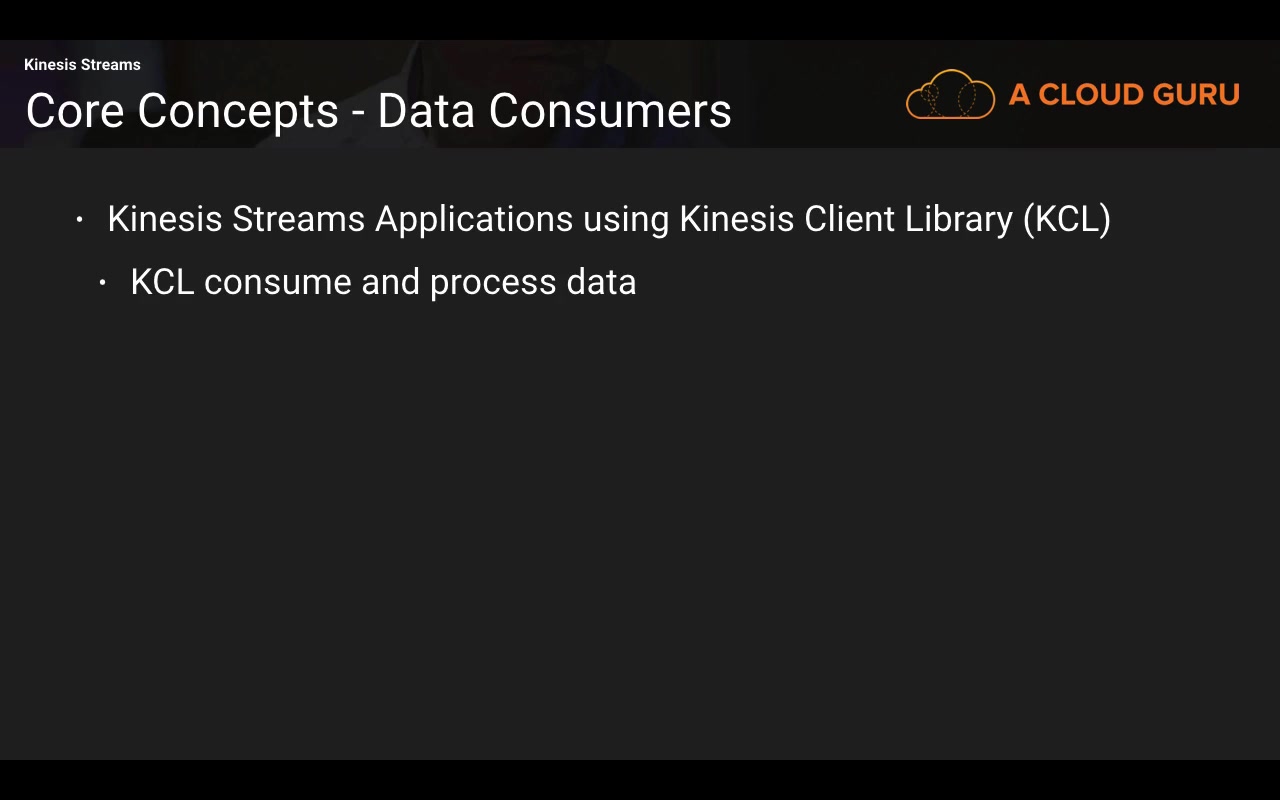 Kinesis Streams
Core Concepts - Data Consumers
A CLOUD GURU
· Kinesis Streams Applications using Kinesis Client Library (KCL)
· KCL consume and process data